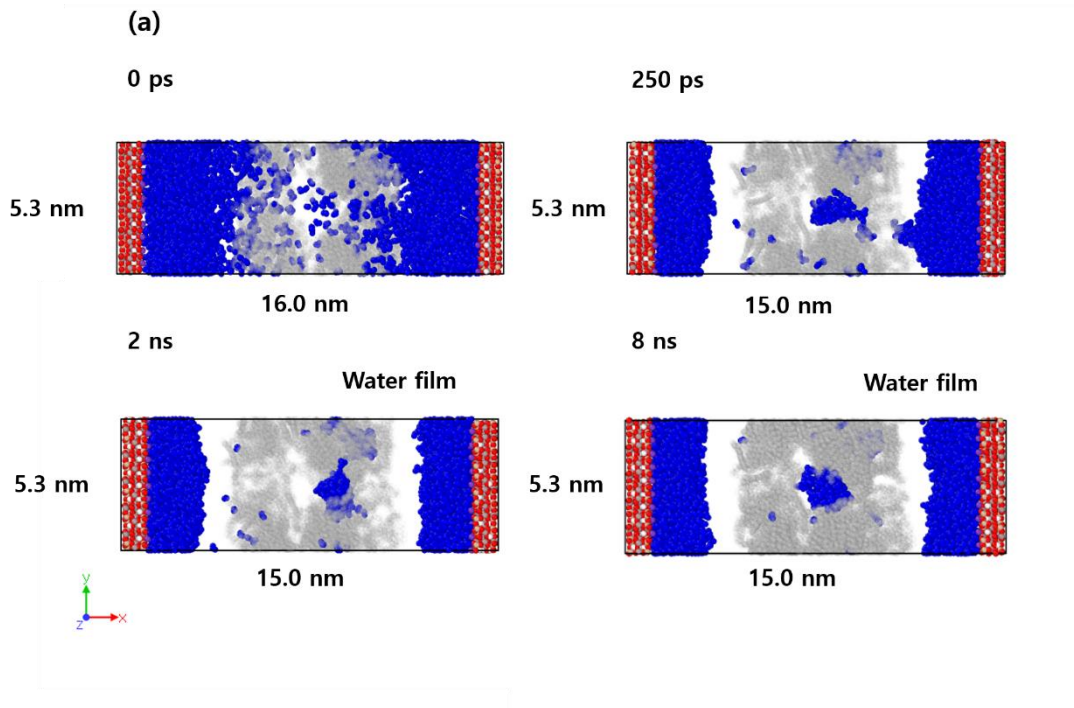 (a)
0 ps
250 ps
5.3 nm
5.3 nm
16.0 nm
15.0 nm
2 ns
8 ns
Water film
Water film
5.3 nm
5.3 nm
15.0 nm
15.0 nm
y
z
x